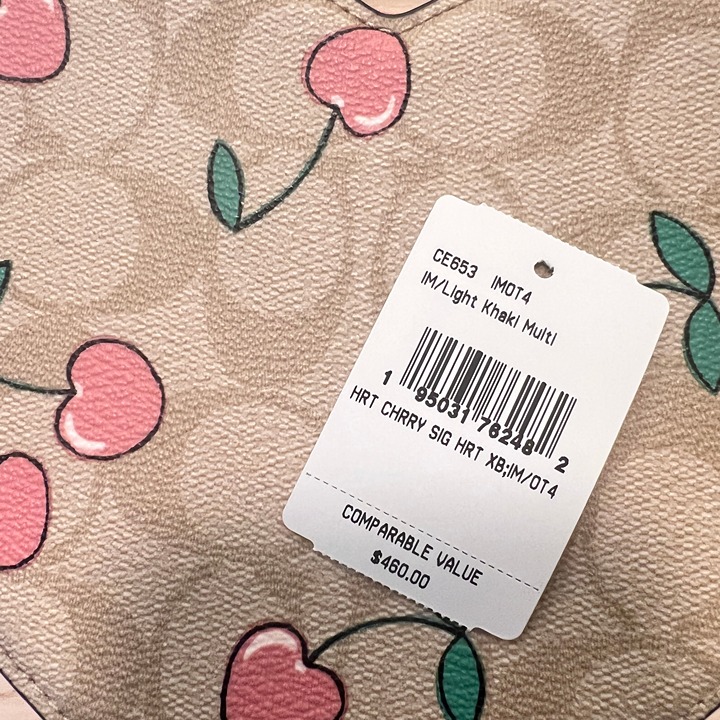 CE653 IMOT4
IM/Light Khaki Multi
1 95031 76248 2
HRT CHRRY SIG HRT XB;IM/OT4
COMPARABLE VALUE
$460.00